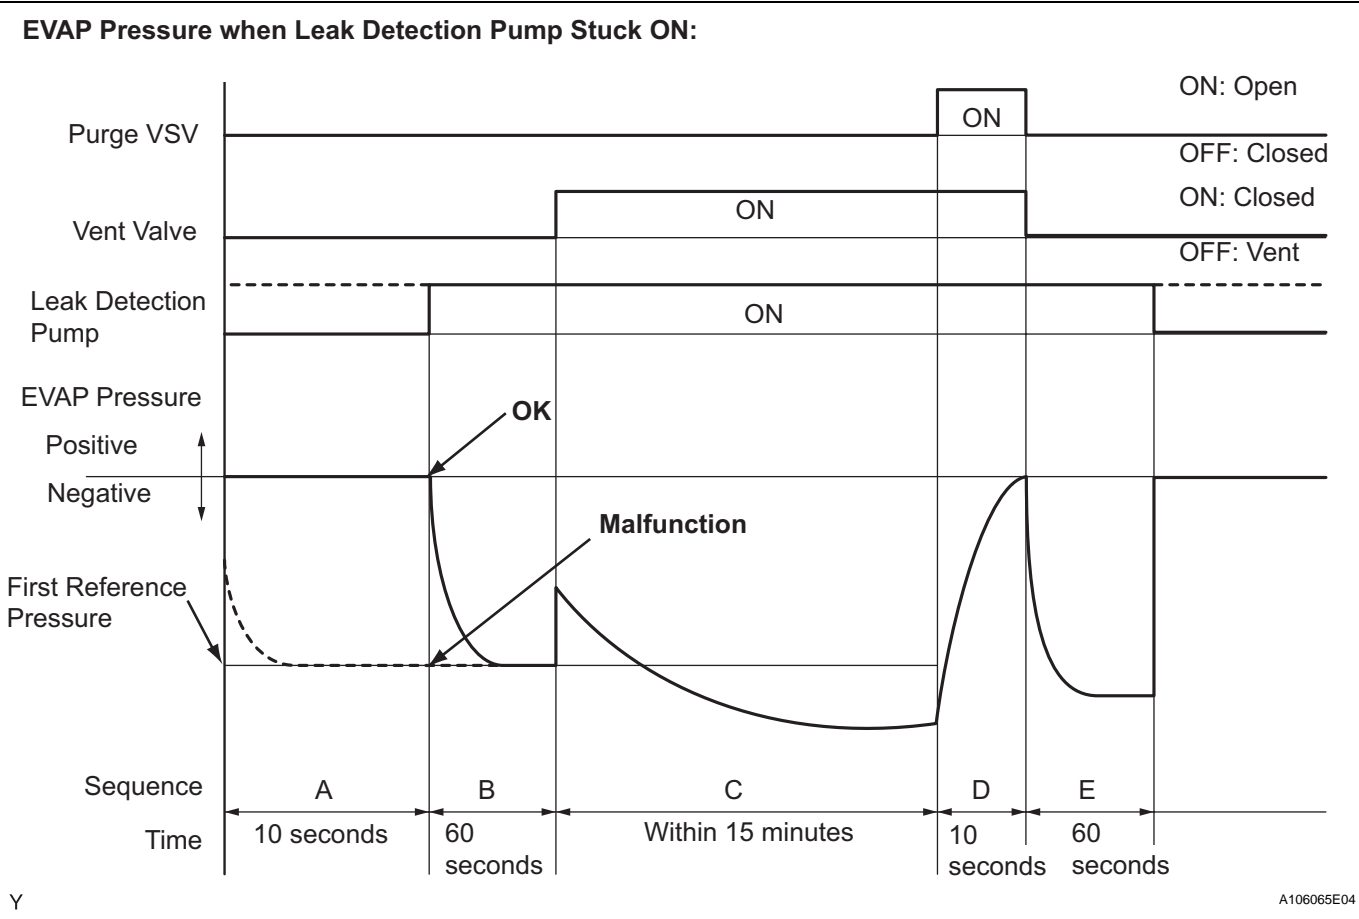 EVAP Pressure when Leak Detection Pump Stuck ON:
ON: Open
Purge VSV
ON
OFF: Closed
ON: Closed
Vent Valve
ON
OFF: Vent
Leak Detection
Pump
ON
EVAP Pressure
OK
Positive
Negative
Malfunction
First Reference
Pressure
Sequence
A
B
C
D
E
Time
10 seconds
60
seconds
Within 15 minutes
10
seconds
60
seconds
Y
A106065E04